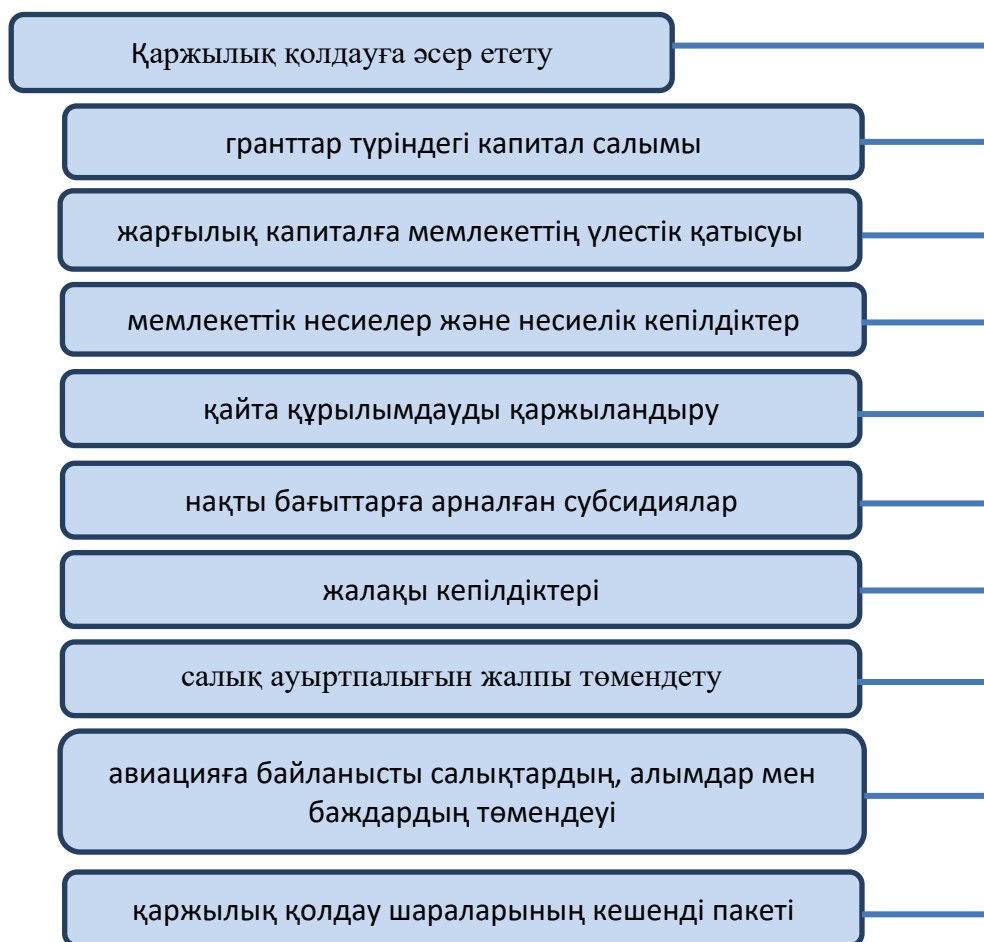 Қаржылық қолдауға әсер етету
гранттар түріндегі капитал салымы
жарғылық капиталға мемлекеттің үлестік қатысуы
мемлекеттік несиелер және несиелік кепілдіктер
қайта құрылымдауды қаржыландыру
нақты бағыттарға арналған субсидиялар
жалақы кепілдіктері
салық ауыртпалығын жалпы төмендету
авиацияға байланысты салықтардың, алымдар мен
баждардың төмендеуі
қаржылық қолдау шараларының кешенді пакеті